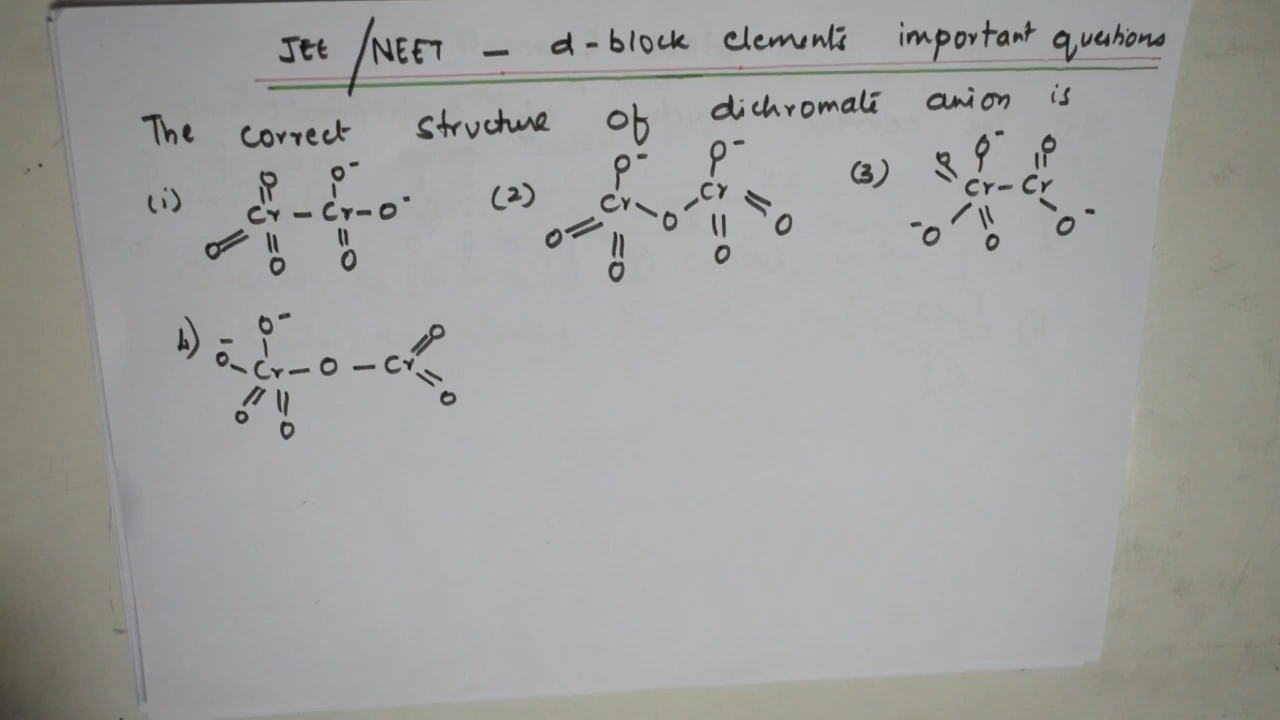 JEE/NEET - d-block elements important questions
The correct structure of dichromate anion is
(i) O O⁻
Cr - Cr - O⁻
O O O
(2) O⁻ O⁻
Cr O Cr
O O O O
(3) O O⁻ O
Cr - Cr
⁻O O O⁻
4) O⁻
O⁻ Cr - O - Cr O
O O O